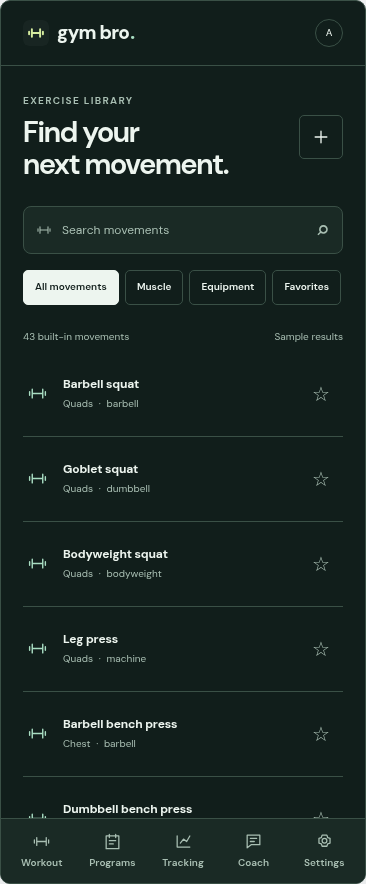 gym bro.
A
EXERCISE LIBRARY
Find your
next movement.
Search movements
All movements
Muscle
Equipment
Favorites
43 built-in movements
Sample results
Barbell squat
Quads · barbell
Goblet squat
Quads · dumbbell
Bodyweight squat
Quads · bodyweight
Leg press
Quads · machine
Barbell bench press
Chest · barbell
Dumbbell bench press
Workout
Programs
Tracking
Coach
Settings